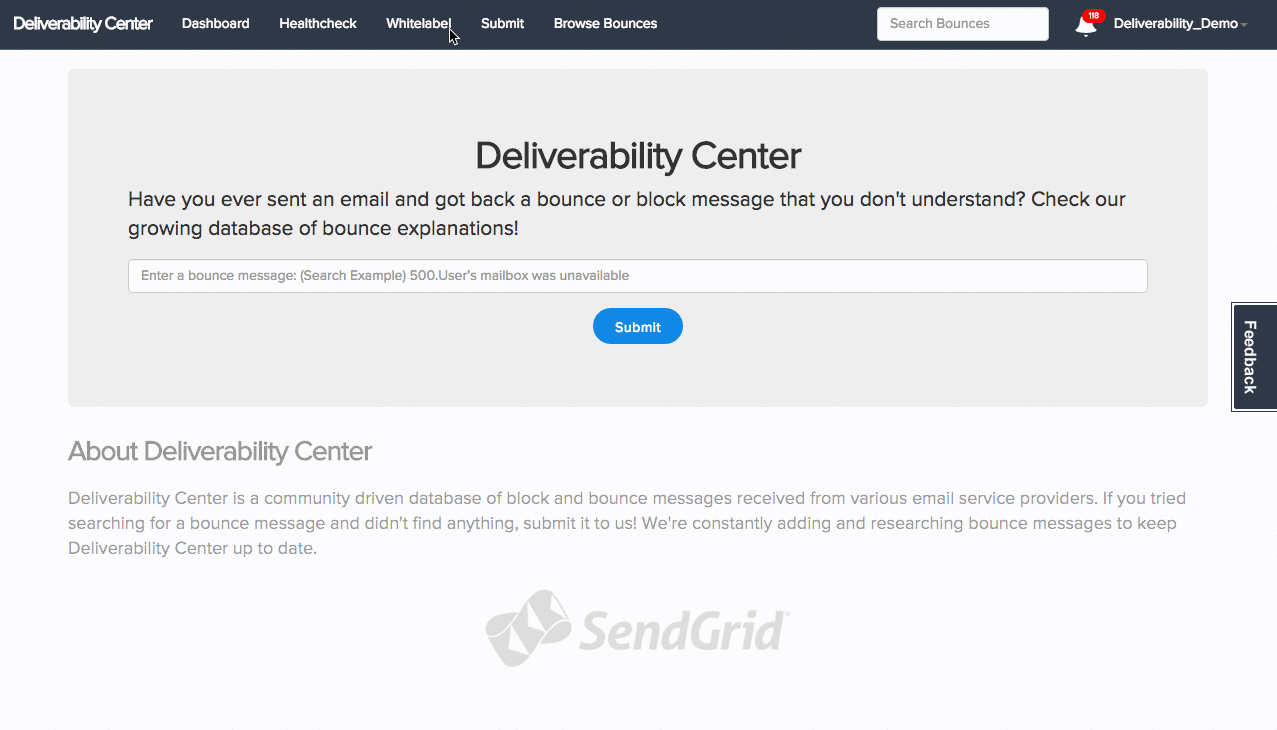 Deliverability Center Dashboard Healthcheck Whitelabel Submit Browse Bounces Search Bounces 118 Deliverability_Demo
Deliverability Center
Have you ever sent an email and got back a bounce or block message that you don't understand? Check our
growing database of bounce explanations!
Enter a bounce message: (Search Example) 500.User's mailbox was unavailable
Submit
Feedback
About Deliverability Center
Deliverability Center is a community driven database of block and bounce messages received from various email service providers. If you tried
searching for a bounce message and didn't find anything, submit it to us! We're constantly adding and researching bounce messages to keep
Deliverability Center up to date.
SendGrid